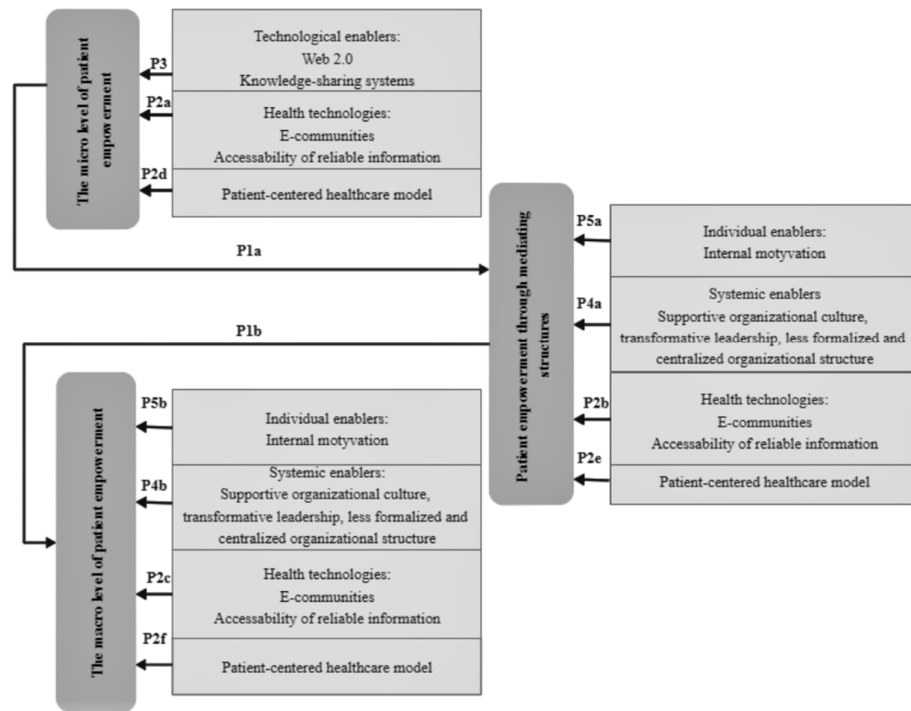 The micro level of patient
empowerment
P3
P2a
P2d
Technological enablers:
Web 2.0
Knowledge-sharing systems
Health technologies:
E-communities
Accessability of reliable information
Patient-centered healthcare model
P1a
P1b
Patient empowerment through mediating
structures
P5a
P4a
P2b
P2e
Individual enablers:
Internal motyvation
Systemic enablers
Supportive organizational culture,
transformative leadership, less formalized and
centralized organizational structure
Health technologies:
E-communities
Accessability of reliable information
Patient-centered healthcare model
The macro level of patient empowerment
P5b
P4b
P2c
P2f
Individual enablers:
Internal motyvation
Systemic enablers:
Supportive organizational culture,
transformative leadership, less formalized and
centralized organizational structure
Health technologies:
E-communities
Accessability of reliable information
Patient-centered healthcare model